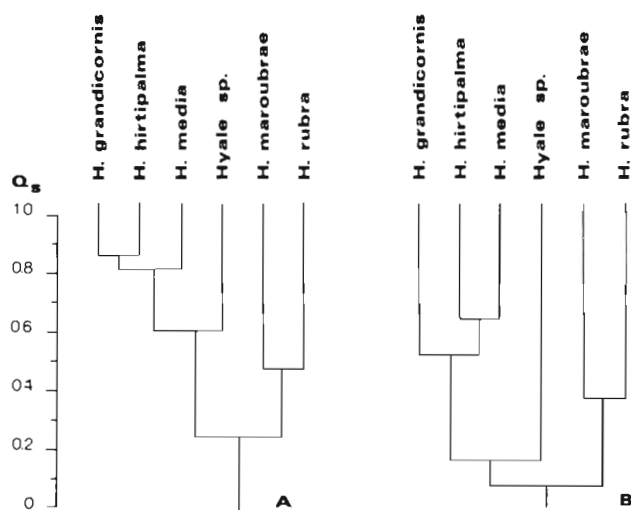 H. grandicornis
H. hirtipalma
H. media
Hyale sp.
H. maroubrae
H. rubra
H. grandicornis
H. hirtipalma
H. media
Hyale sp.
H. maroubrae
H. rubra
Qs
1.0
0.8
0.6
0.4
0.2
0
A
B